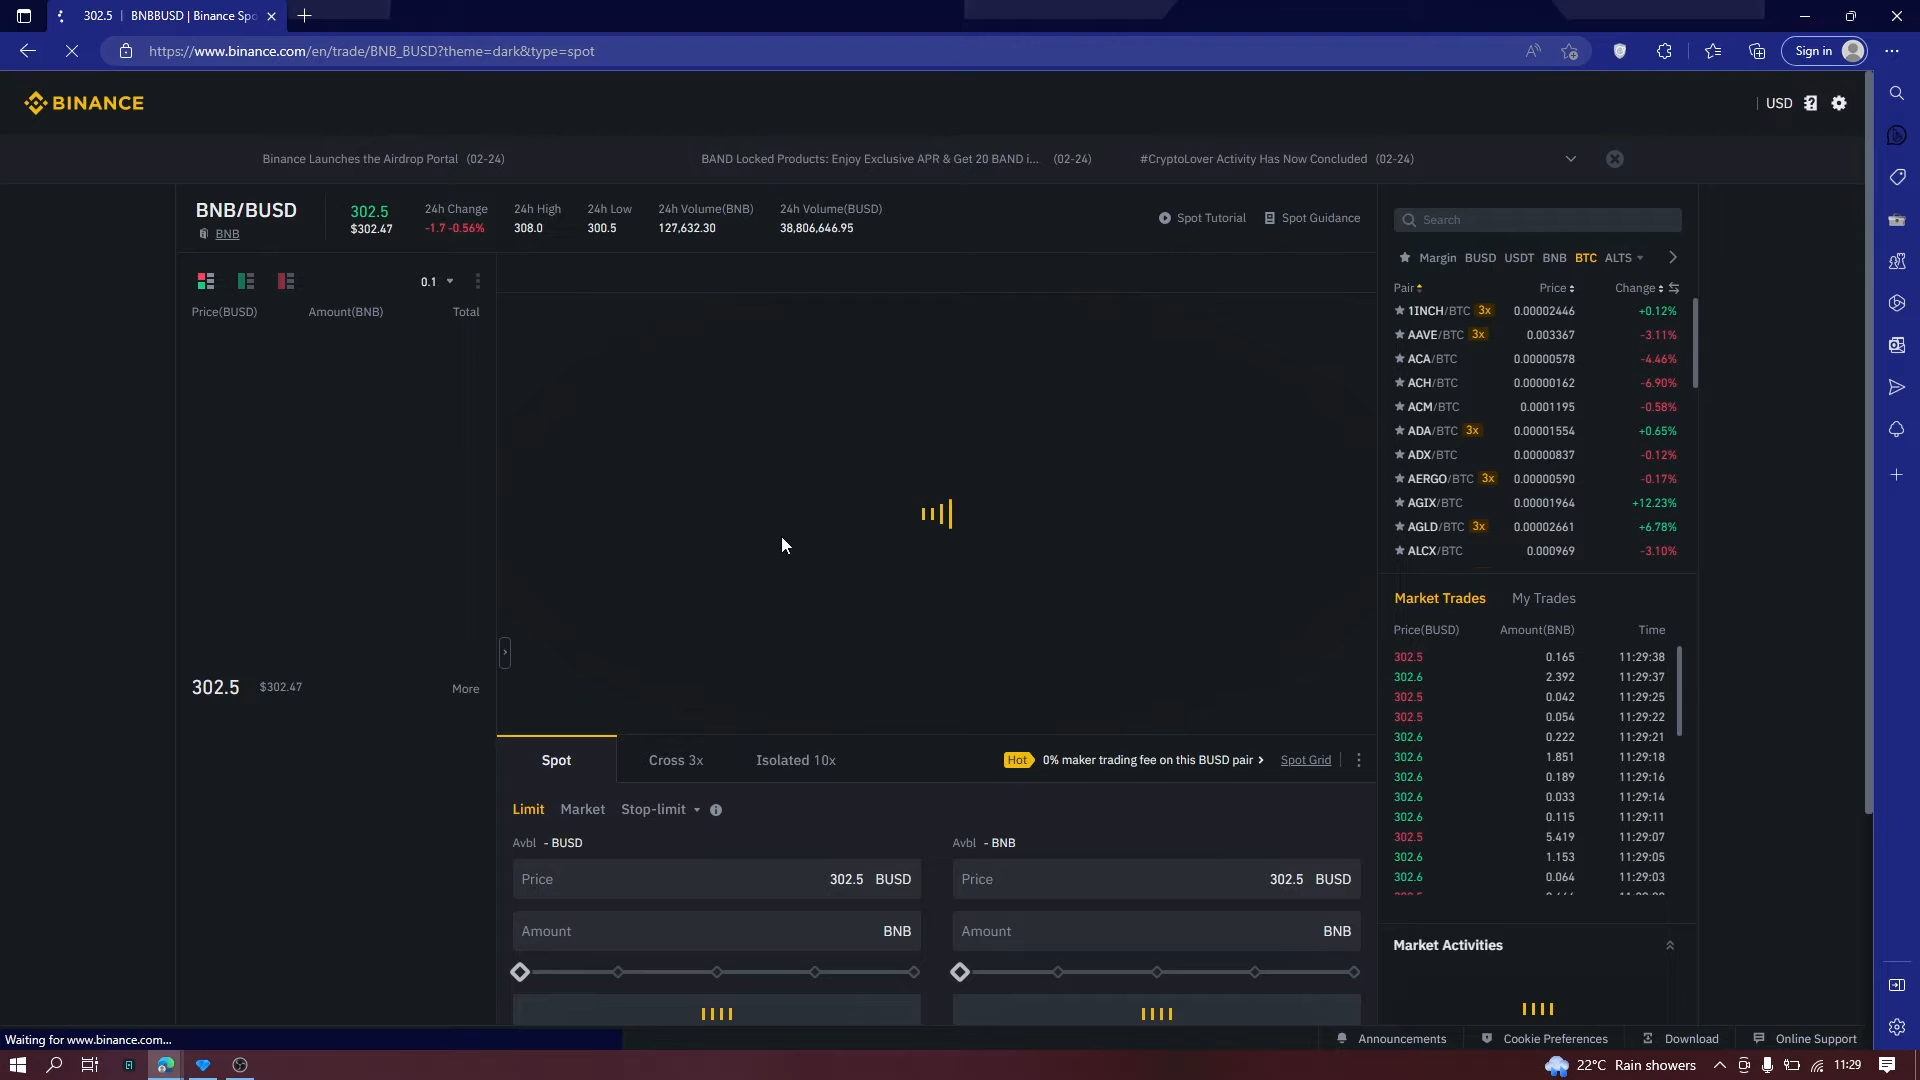 302.5 | BNBBUSD | Binance Spo
https://www.binance.com/en/trade/BNB_BUSD?theme=dark&type=spot
Sign in
BINANCE
USD
Binance Launches the Airdrop Portal (02-24)
BAND Locked Products: Enjoy Exclusive APR & Get 20 BAND i... (02-24)
#CryptoLover Activity Has Now Concluded (02-24)
BNB/BUSD
BNB
302.5
$302.47
24h Change
-1.7 -0.56%
24h High
308.0
24h Low
300.5
24h Volume(BNB)
127,632.30
24h Volume(BUSD)
38,806,646.95
Spot Tutorial
Spot Guidance
0.1
Price(BUSD) Amount(BNB) Total
302.5 $302.47 More
Spot Cross 3x Isolated 10x
Hot 0% maker trading fee on this BUSD pair Spot Grid
Limit Market Stop-limit
Avbl - BUSD
Price 302.5 BUSD
Amount BNB
Avbl - BNB
Price 302.5 BUSD
Amount BNB
Search
Margin BUSD USDT BNB BTC ALTS
Pair Price Change
1INCH/BTC 3x 0.00002446 +0.12%
AAVE/BTC 3x 0.003367 -3.11%
ACA/BTC 0.00000578 -4.46%
ACH/BTC 0.00000162 -6.90%
ACM/BTC 0.0001195 -0.58%
ADA/BTC 3x 0.00001554 +0.65%
ADX/BTC 0.00000837 -0.12%
AERGO/BTC 3x 0.00000590 -0.17%
AGIX/BTC 0.00001964 +12.23%
AGLD/BTC 3x 0.00002661 +6.78%
ALCX/BTC 0.000969 -3.10%
Market Trades My Trades
Price(BUSD) Amount(BNB) Time
302.5 0.165 11:29:38
302.6 2.392 11:29:37
302.5 0.042 11:29:25
302.5 0.054 11:29:22
302.6 0.222 11:29:21
302.6 1.851 11:29:18
302.6 0.189 11:29:16
302.6 0.033 11:29:14
302.6 0.115 11:29:11
302.5 5.419 11:29:07
302.6 1.153 11:29:05
302.6 0.064 11:29:03
Market Activities
Waiting for www.binance.com...
Announcements Cookie Preferences Download Online Support
22°C Rain showers 11:29